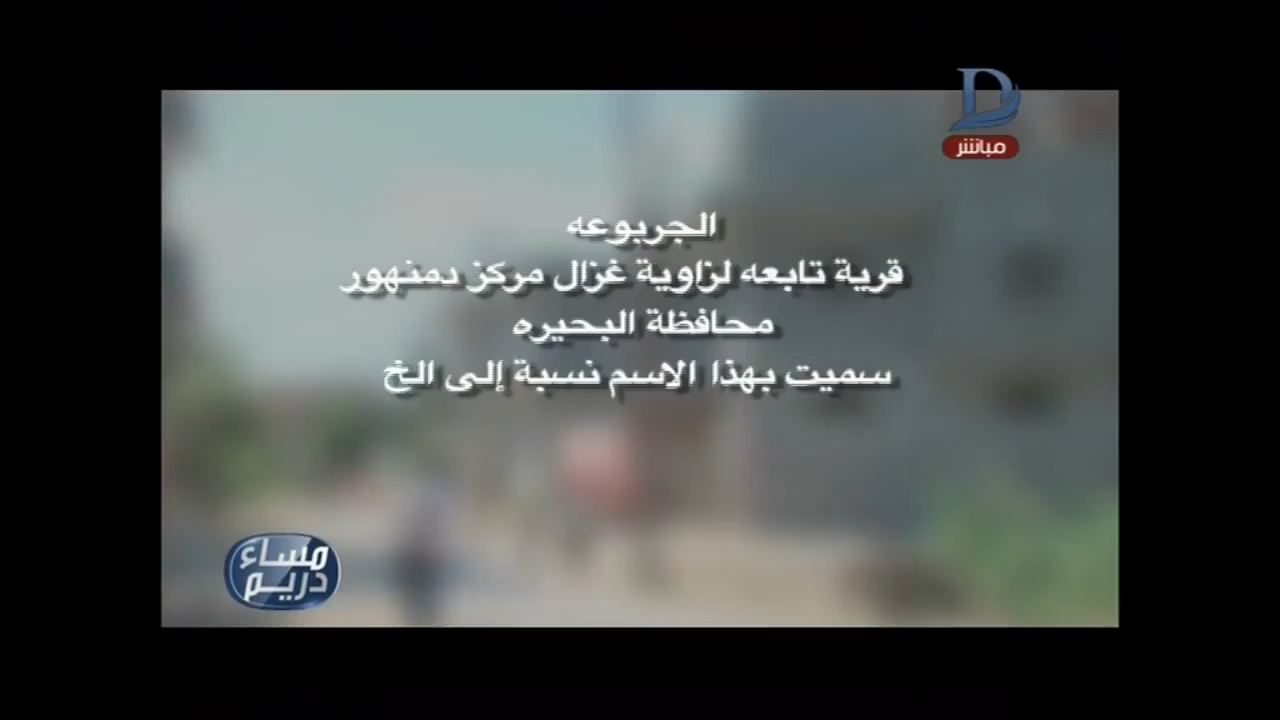 مباشر
الجربوعه
قرية تابعه لزاوية غزال مركز دمنهور
محافظة البحيره
سميت بهذا الاسم نسبة إلى الخ
مساء
دريم